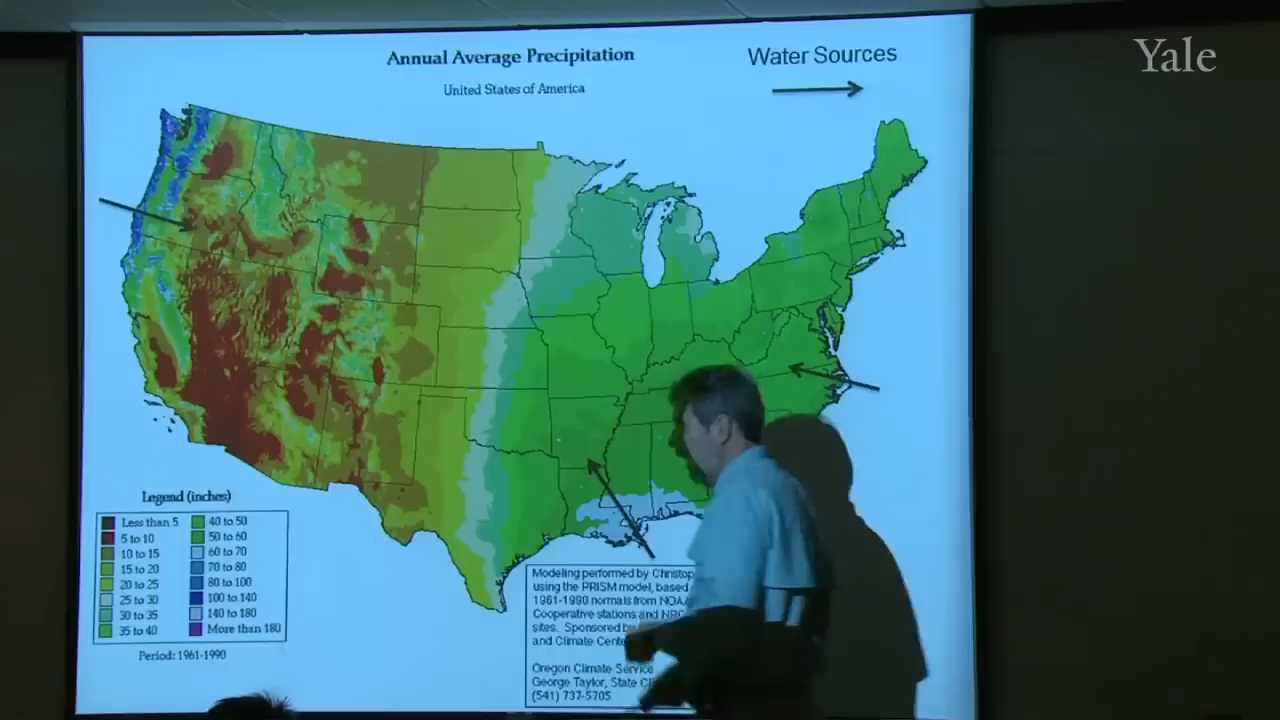 Annual Average Precipitation
United States of America
Water Sources
Yale
Legend (inches)
Less than 5
5 to 10
10 to 15
15 to 20
20 to 25
25 to 30
30 to 35
35 to 40
40 to 50
50 to 60
60 to 70
70 to 80
80 to 100
100 to 140
140 to 180
More than 180
Period: 1961-1990
Modeling performed by
using the PRISM model, based
1961-1990 normals from
Cooperative stations and
sites. Sponsored
and Climate
Oregon Climate Service
George Taylor, State
(541) 737-5705